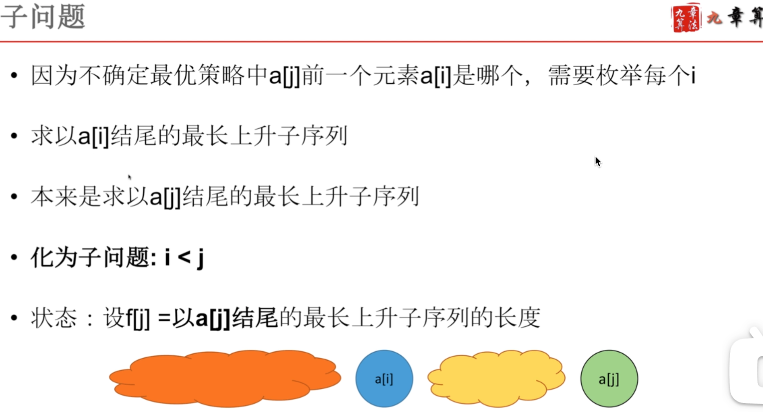 子问题
九章算法
九章算
• 因为不确定最优策略中a[j]前一个元素a[i]是哪个，需要枚举每个i
• 求以a[i]结尾的最长上升子序列
• 本来是求以a[j]结尾的最长上升子序列
• 化为子问题: i < j
• 状态：设f[j] =以a[j]结尾的最长上升子序列的长度
a[i]
a[j]